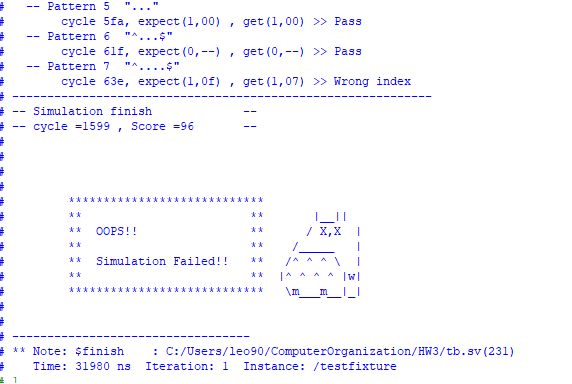 #   -- Pattern 5  "..."
#        cycle 5fa, expect(1,00) , get(1,00) >> Pass
#   -- Pattern 6  "^...$"
#        cycle 61f, expect(0,--) , get(0,--) >> Pass
#   -- Pattern 7  "^....$"
#        cycle 63e, expect(1,0f) , get(1,07) >> Wrong index
# ------------------------------------------------------------
# -- Simulation finish          --
# -- cycle =1599 , Score =96     --
#
#
#
#
#         ****************************
#         **                        **       |__||
#         **  OOPS!!                **      / X,X  |
#         **                        **    /_____   |
#         **  Simulation Failed!!   **   /^ ^ ^ \  |
#         **                        **  |^ ^ ^ ^ |w|
#         ****************************   \m___m__|_|
#
#
# ----------------------------------
# ** Note: $finish    : C:/Users/leo90/ComputerOrganization/HW3/tb.sv(231)
#    Time: 31980 ns  Iteration: 1  Instance: /testfixture
# 1